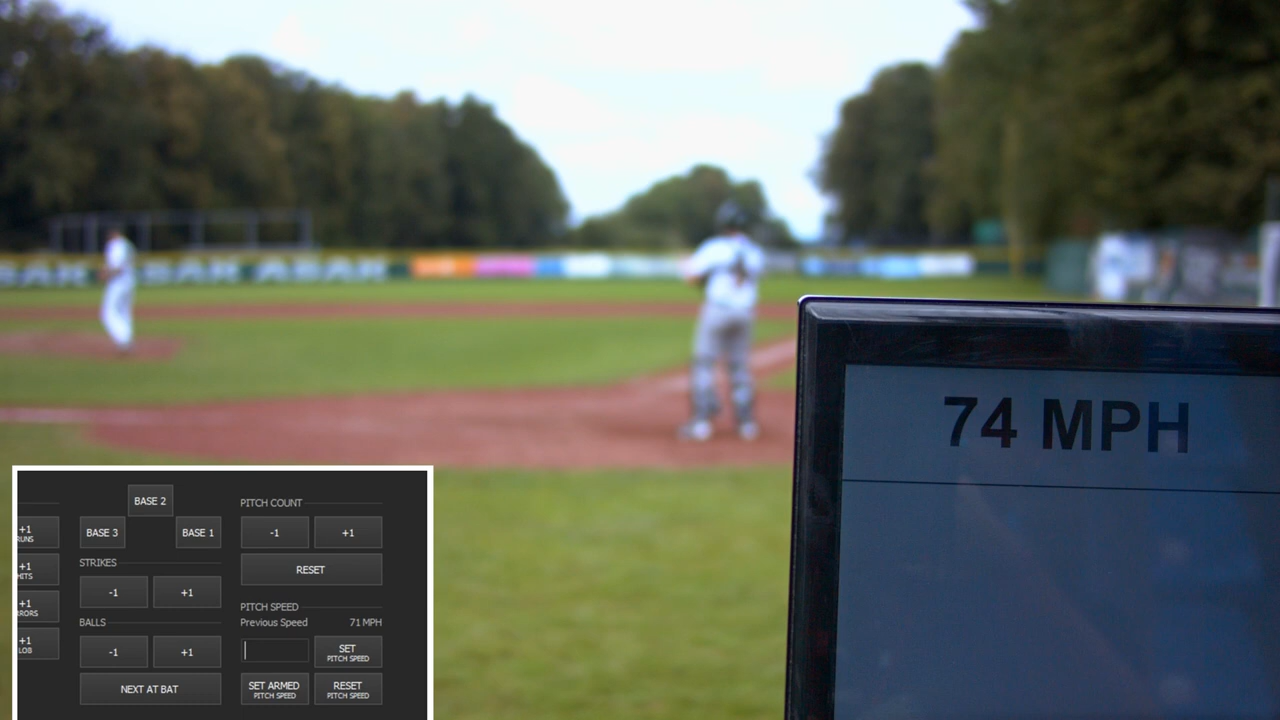 74 MPH
BASE 2
BASE 3
BASE 1
STRIKES
-1
+1
BALLS
-1
+1
NEXT AT BAT
+1
+1
+1
+1
LOB
PITCH COUNT
-1
+1
RESET
PITCH SPEED
Previous Speed
71 MPH
SET
PITCH SPEED
SET ARMED
PITCH SPEED
RESET
PITCH SPEED